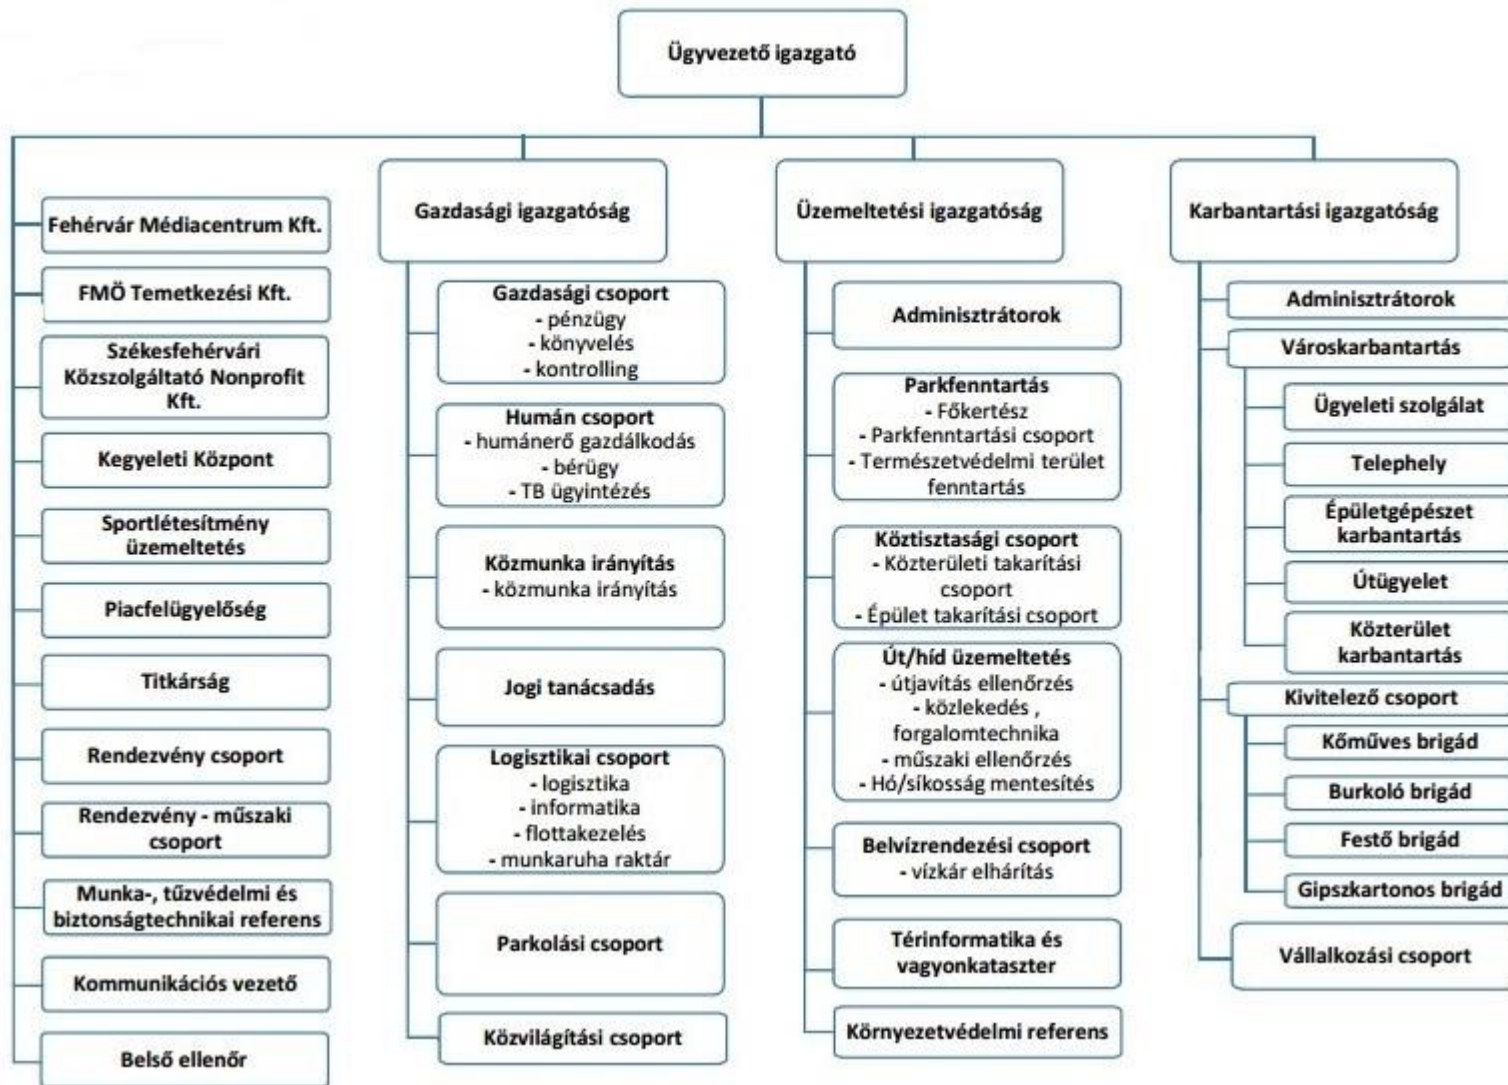 Ügyvezető igazgató
Fehérvár Médiacentrum Kft.
FMÖ Temetkezési Kft.
Székesfehérvári
Közszolgáltató Nonprofit
Kft.
Kegyeleti Központ
Sportlétesítmény
üzemeltetés
Piacfelügyelőség
Titkárság
Rendezvény csoport
Rendezvény - műszaki
csoport
Munka-, tűzvédelmi és
biztonságtechnikai referens
Kommunikációs vezető
Belső ellenőr
Gazdasági igazgatóság
Gazdasági csoport
- pénzügy
- könyvelés
- kontrolling
Humán csoport
- humánerő gazdálkodás
- bérügy
- TB ügyintézés
Közmunka irányítás
- közmunka irányítás
Jogi tanácsadás
Logisztikai csoport
- logisztika
- informatika
- flottakezelés
- munkaruha raktár
Parkolási csoport
Közvilágítási csoport
Üzemeltetési igazgatóság
Adminisztrátorok
Parkfenntartás
- Főkertész
- Parkfenntartási csoport
- Természetvédelmi terület
fenntartás
Köztisztasági csoport
- Közterületi takarítási
csoport
- Épület takarítási csoport
Út/híd üzemeltetés
- útjavítás ellenőrzés
- közlekedés ,
forgalomtechnika
- műszaki ellenőrzés
- Hó/síkosság mentesítés
Belvízrendezési csoport
- vízkár elhárítás
Térinformatika és
vagyonkataszter
Környezetvédelmi referens
Karbantartási igazgatóság
Adminisztrátorok
Városkarbantartás
Ügyeleti szolgálat
Telephely
Épületgépészet
karbantartás
Útügyelet
Közterület
karbantartás
Kivitelező csoport
Kőműves brigád
Burkoló brigád
Festő brigád
Gipszkartonos brigád
Vállalkozási csoport